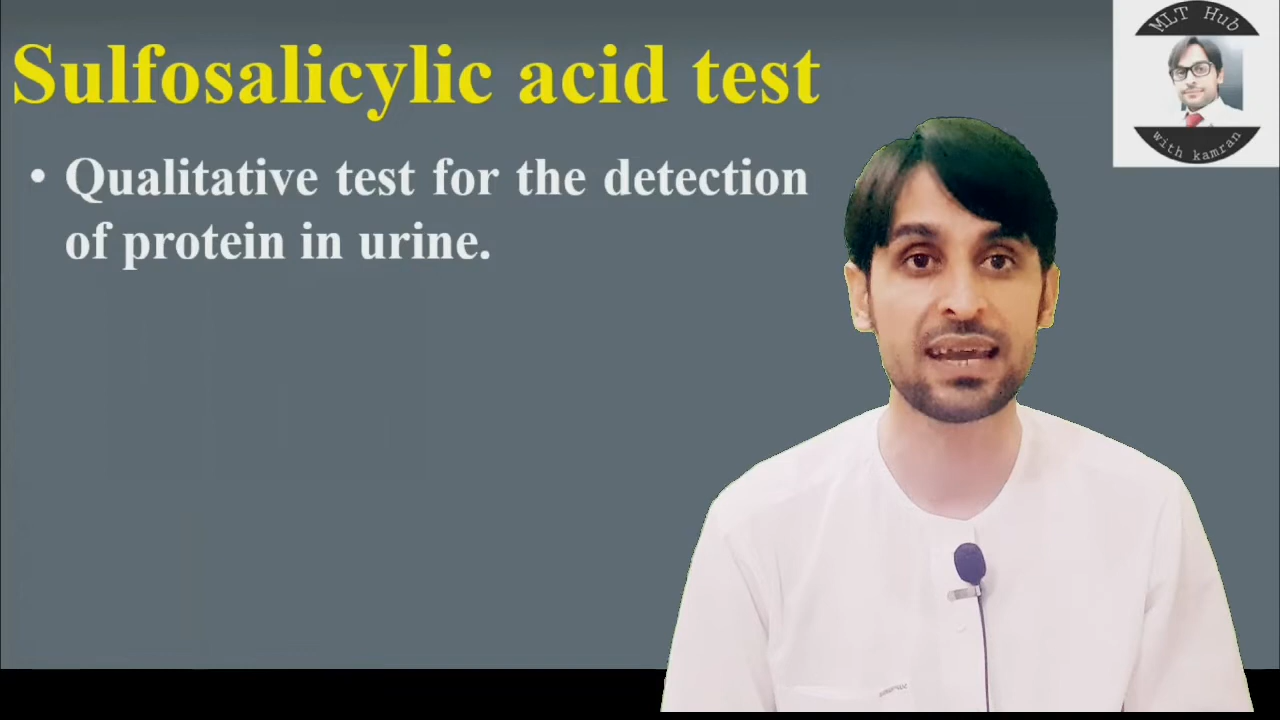 Sulfosalicylic acid test
• Qualitative test for the detection
of protein in urine.
MLT Hub
with kamran